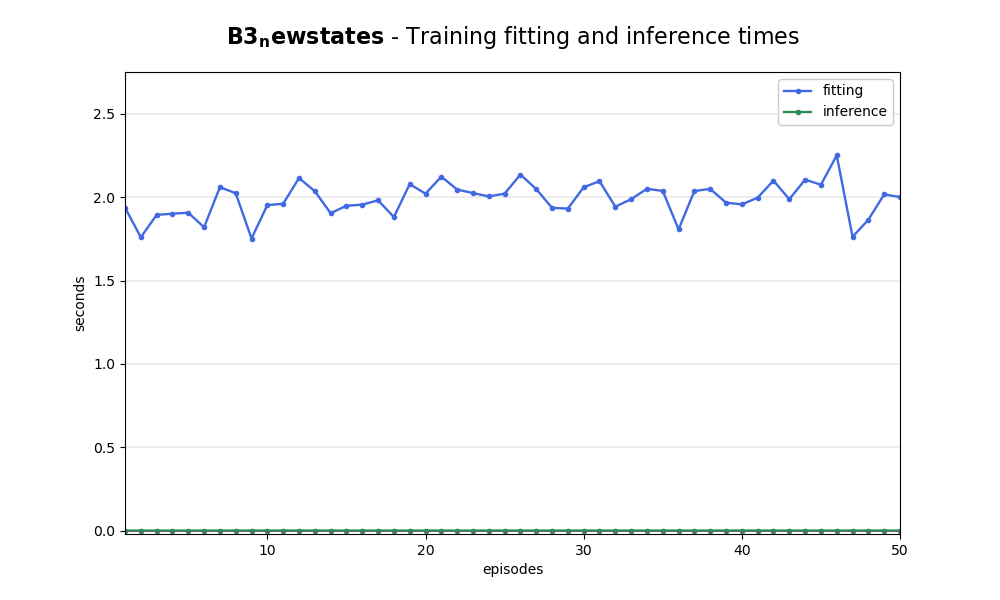 B3ₙewstates - Training fitting and inference times
fitting
inference
2.5
2.0
1.5
1.0
0.5
0.0
seconds
10 20 30 40 50
episodes